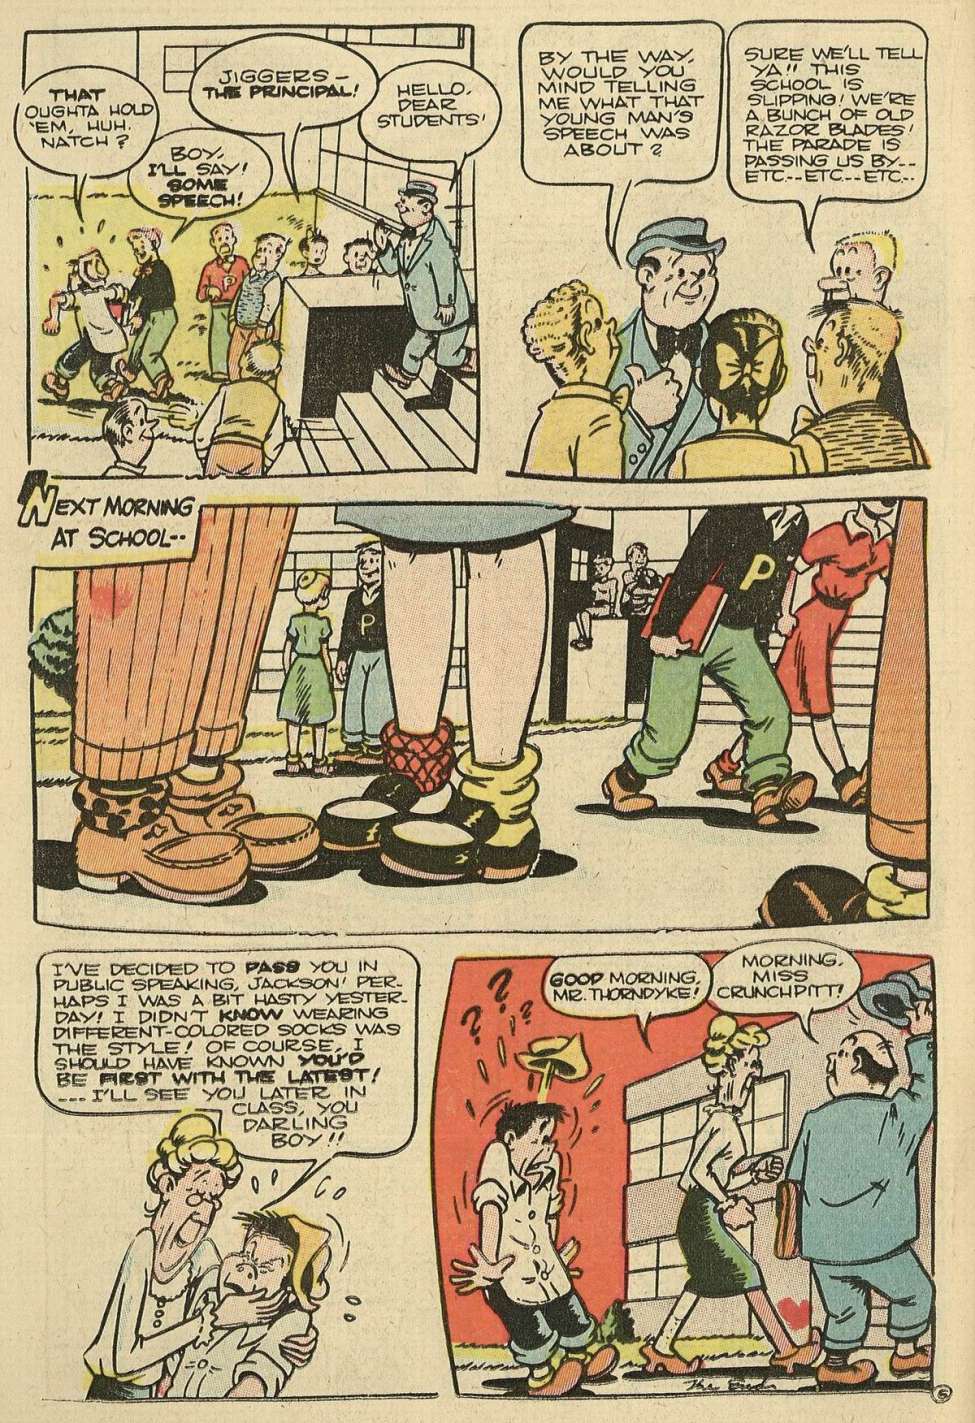 THAT
OUGHTA HOLD
'EM, HUH,
NATCH?
BOY,
I'LL SAY!
SOME
SPEECH!
JIGGERS—
THE PRINCIPAL!
HELLO,
DEAR
STUDENTS!
P
BY THE WAY,
WOULD YOU
MIND TELLING
ME WHAT THAT
YOUNG MAN'S
SPEECH WAS
ABOUT?
SURE WE'LL TELL
YA!! THIS
SCHOOL IS
SLIPPING! WE'RE
A BUNCH OF OLD
RAZOR BLADES!
THE PARADE IS
PASSING US BY--
ETC.--ETC.--ETC.--
NEXT MORNING
AT SCHOOL--
P
P
I'VE DECIDED TO PASS YOU IN
PUBLIC SPEAKING, JACKSON! PER-
HAPS I WAS A BIT HASTY YESTER-
DAY! I DIDN'T KNOW WEARING
DIFFERENT-COLORED SOCKS WAS
THE STYLE! OF COURSE, I
SHOULD HAVE KNOWN YOU'D
BE FIRST WITH THE LATEST!
....I'LL SEE YOU LATER IN
CLASS, YOU
DARLING
BOY!!
? ? ? ?
GOOD MORNING,
MR. THORNDYKE!
MORNING,
MISS
CRUNCHPITT!
The End
5